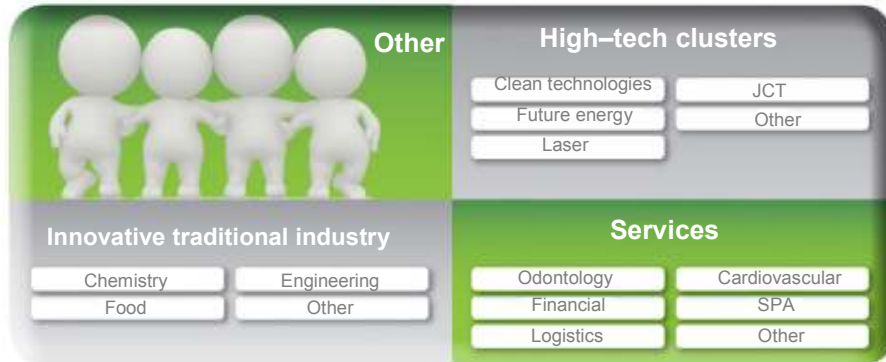 Other
High–tech clusters
Clean technologies
JCT
Future energy
Other
Laser
Innovative traditional industry
Chemistry
Engineering
Food
Other
Services
Odontology
Cardiovascular
Financial
SPA
Logistics
Other